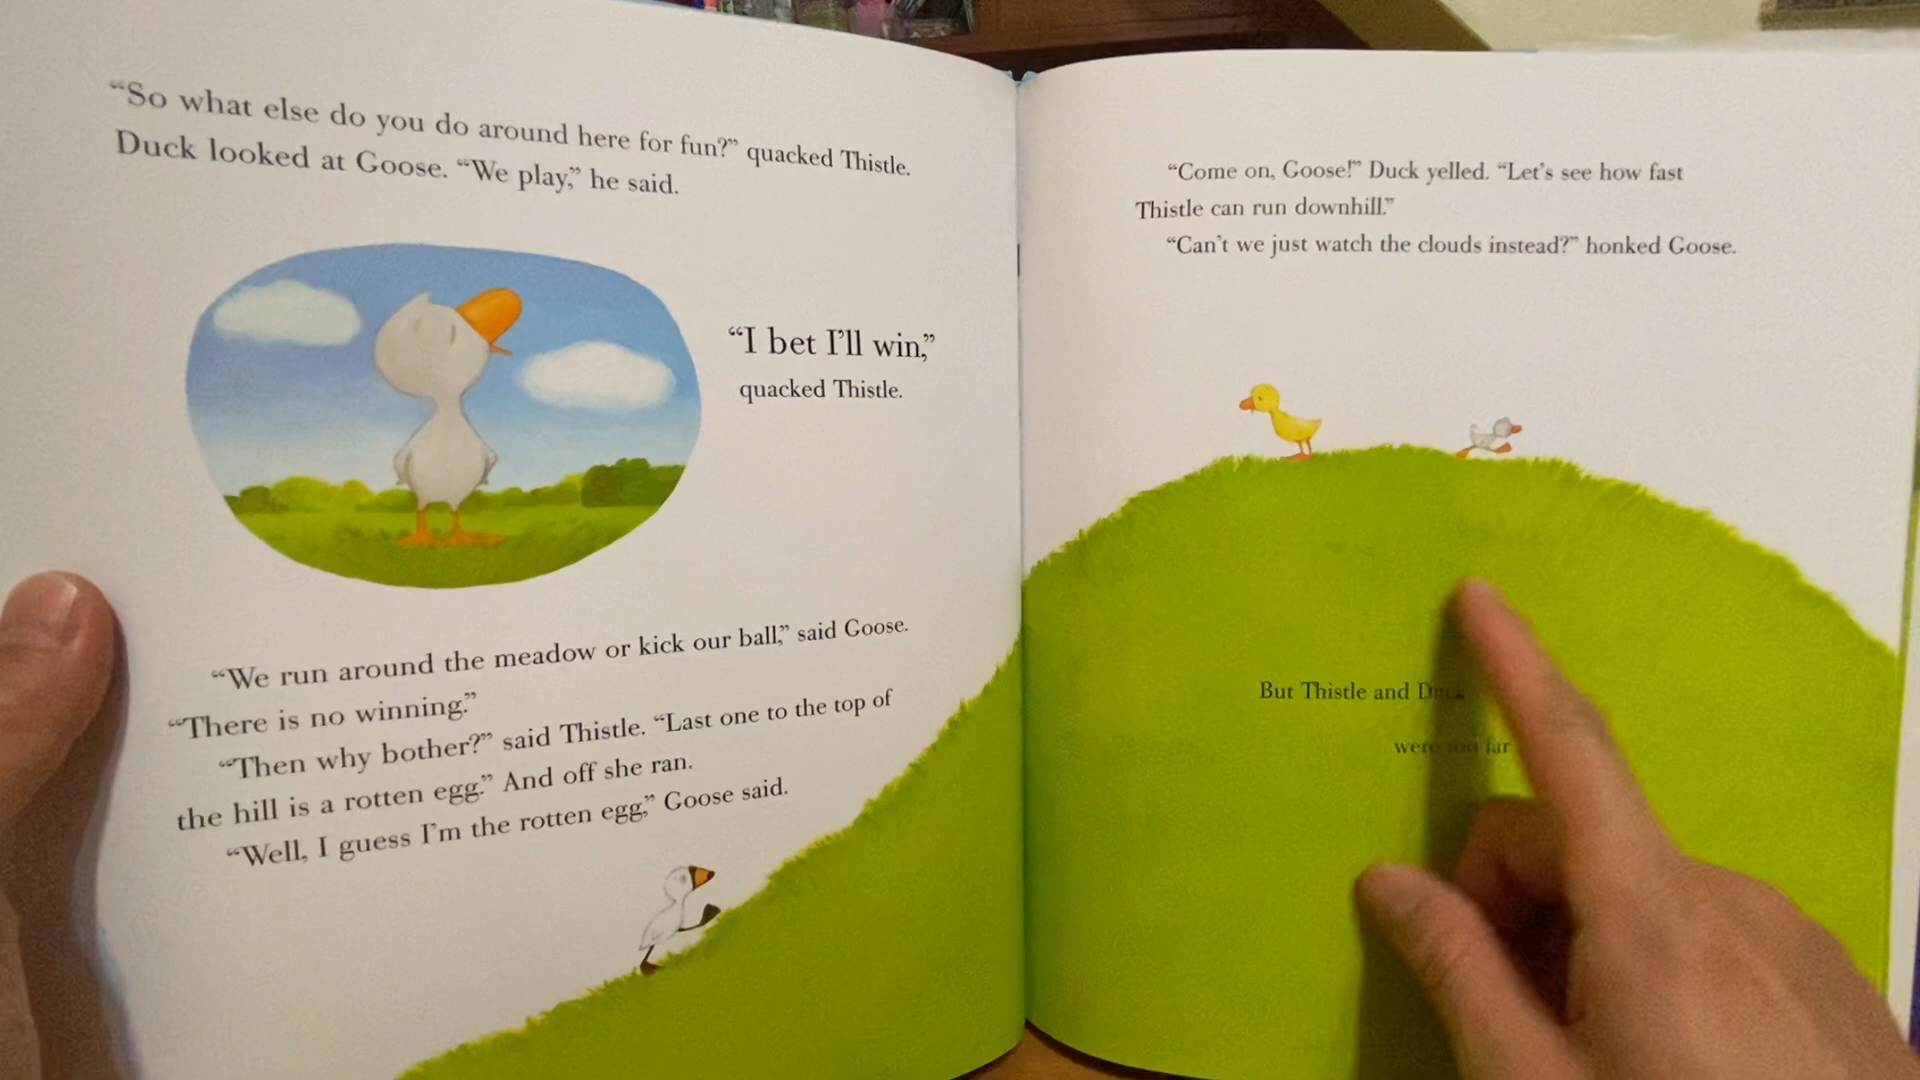 “So what else do you do around here for fun?” quacked Thistle.
Duck looked at Goose. “We play,” he said.
“I bet I’ll win,”
quacked Thistle.
“We run around the meadow or kick our ball,” said Goose.
“There is no winning.”
“Then why bother?” said Thistle. “Last one to the top of
the hill is a rotten egg.” And off she ran.
“Well, I guess I’m the rotten egg,” Goose said.
“Come on, Goose!” Duck yelled. “Let’s see how fast
Thistle can run downhill.”
“Can’t we just watch the clouds instead?” honked Goose.
But Thistle and Duck
were too far